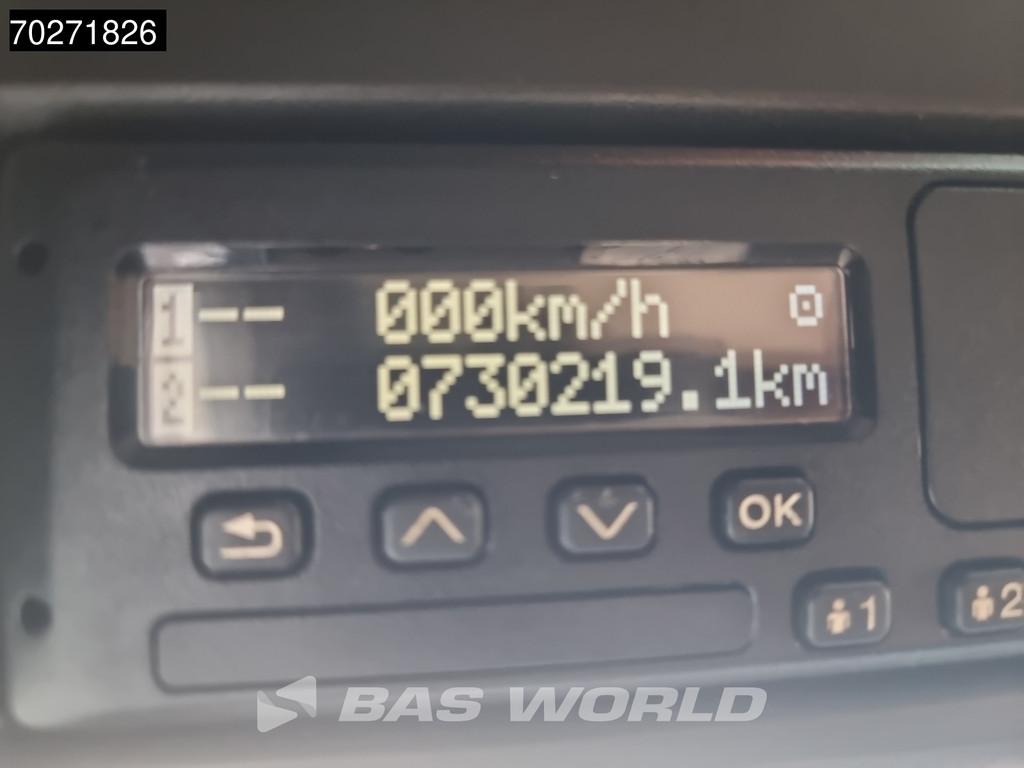 70271826
1 -- 000km/h o
2 -- 0730219.1km
OK
1 2
BAS WORLD